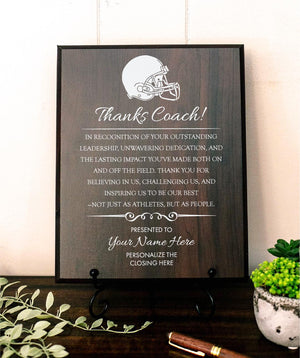 Thanks Coach!
IN RECOGNITION OF YOUR OUTSTANDING
LEADERSHIP, UNWAVERING DEDICATION, AND
THE LASTING IMPACT YOU'VE MADE BOTH ON
AND OFF THE FIELD. THANK YOU FOR
BELIEVING IN US, CHALLENGING US, AND
INSPIRING US TO BE OUR BEST
–NOT JUST AS ATHLETES, BUT AS PEOPLE.
PRESENTED TO
Your Name Here
PERSONALIZE THE
CLOSING HERE